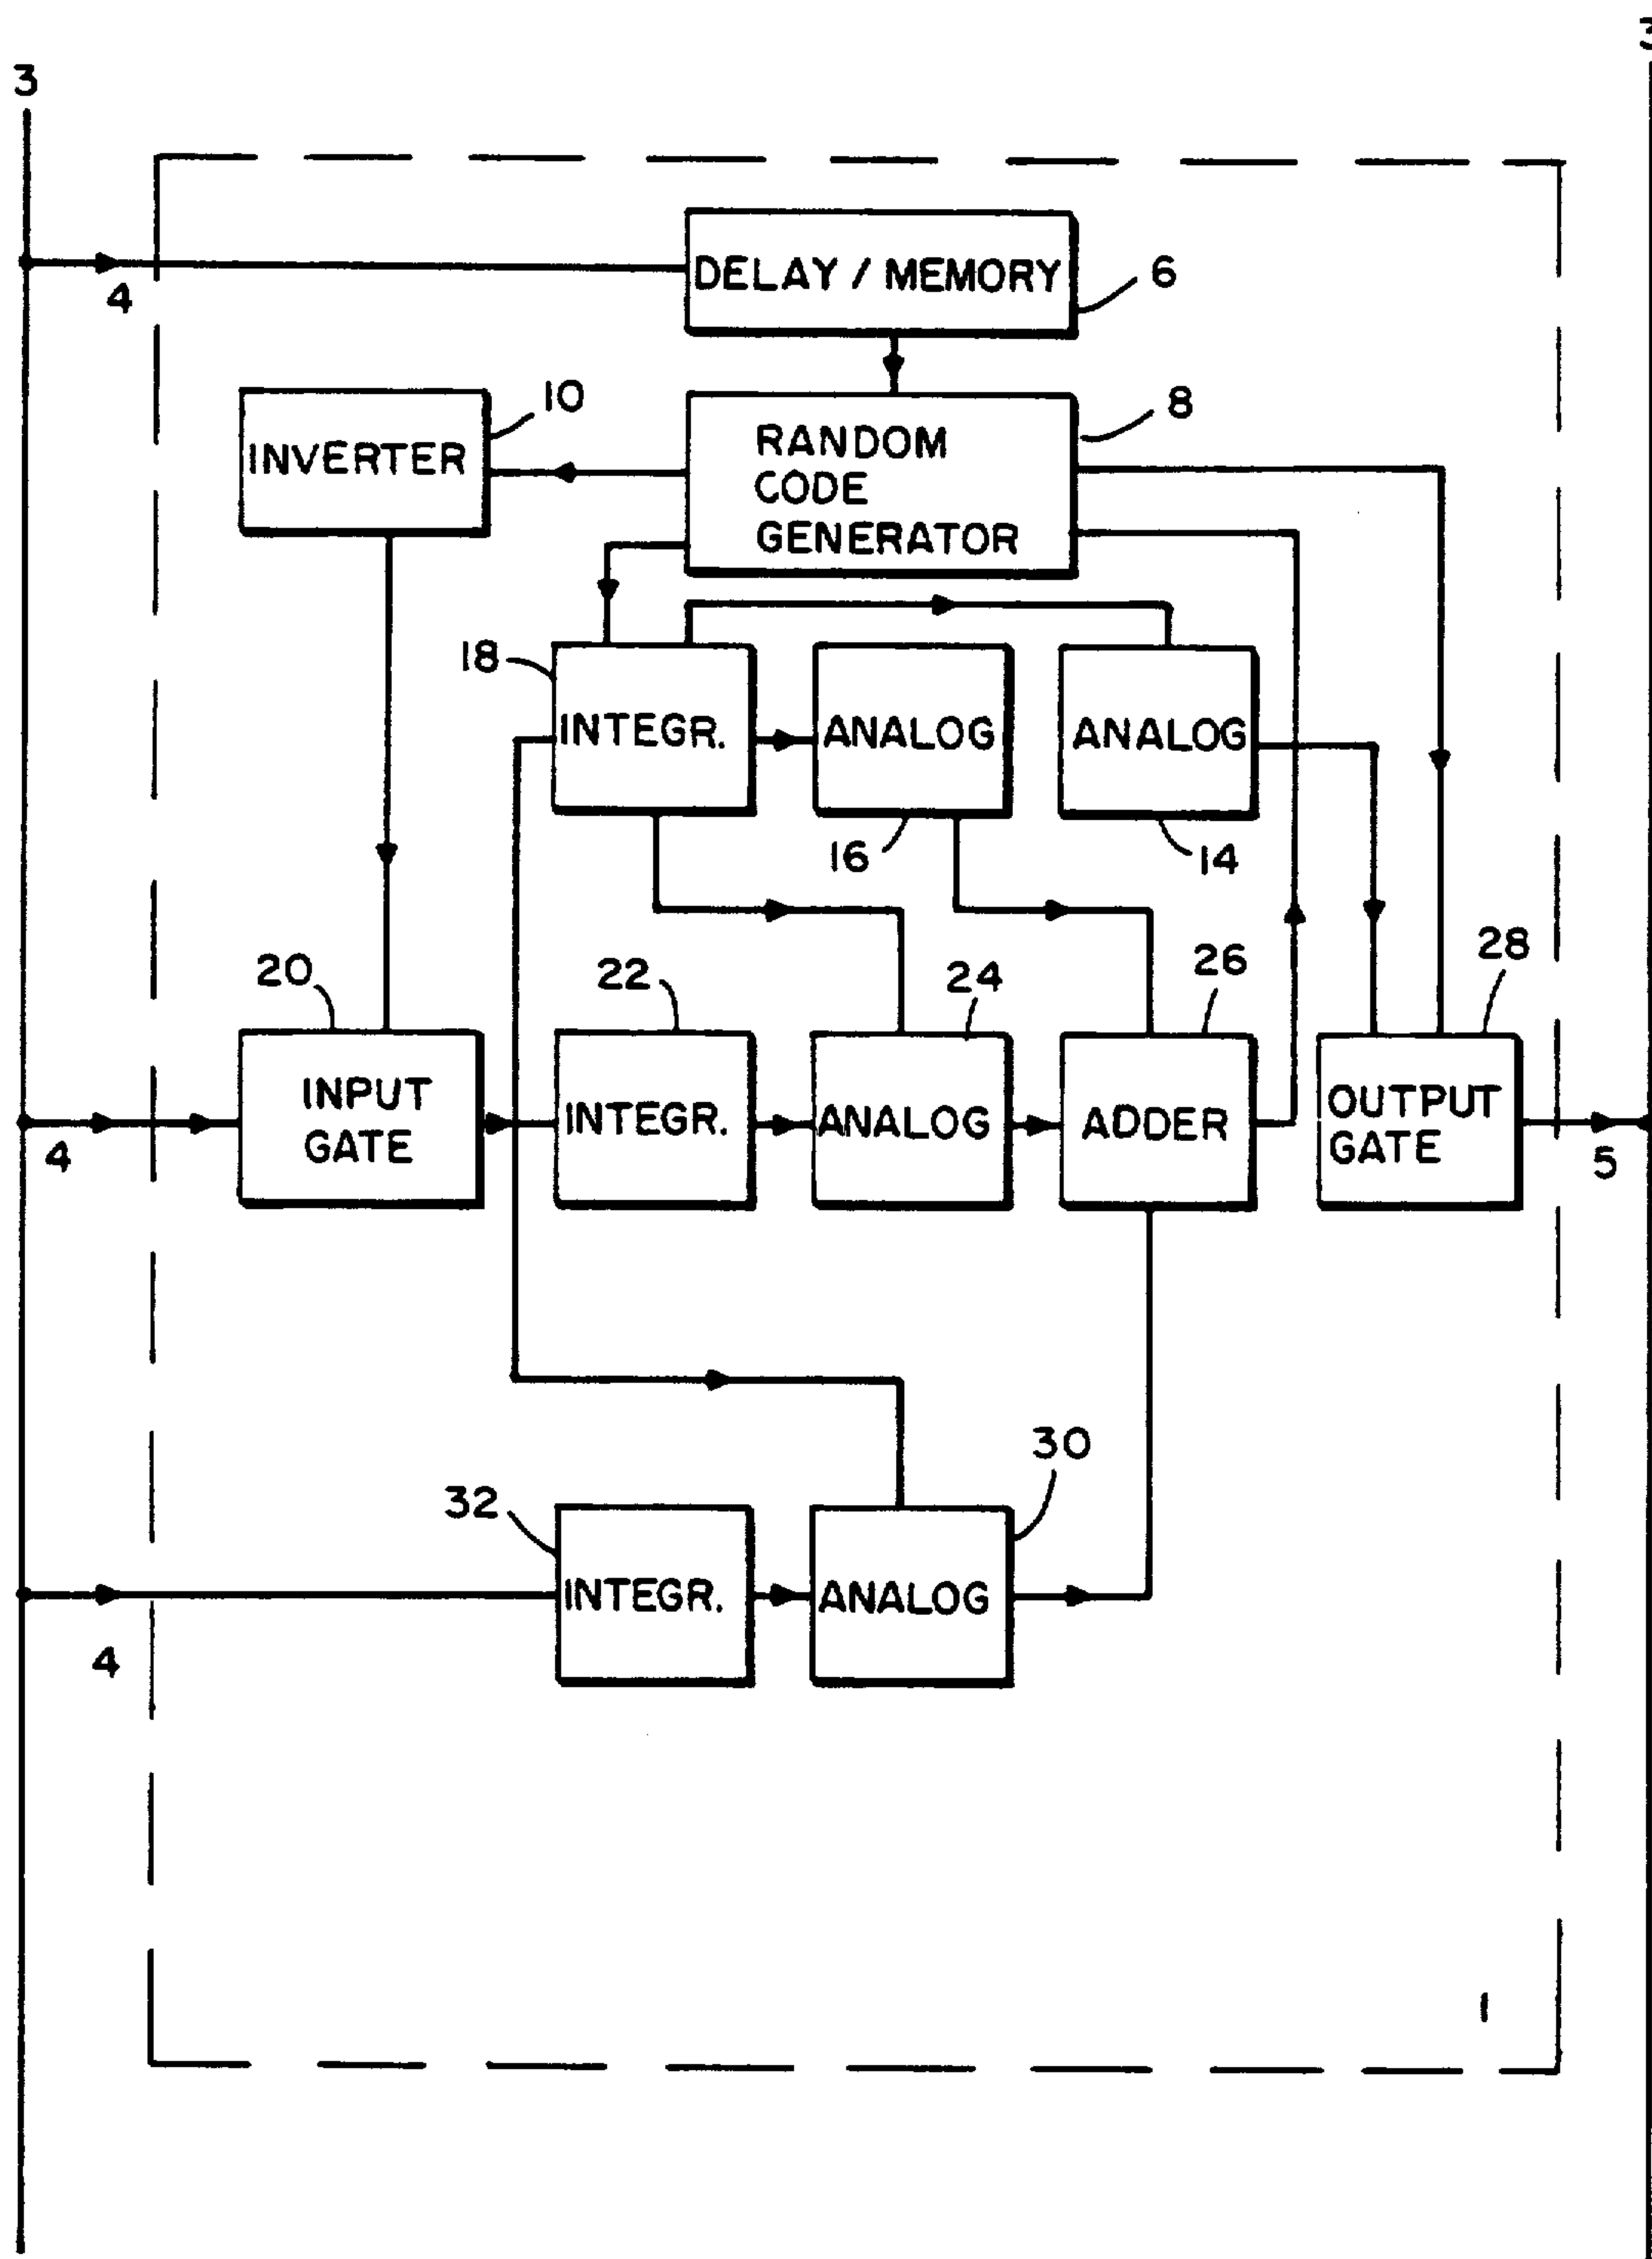 3
3
DELAY / MEMORY
6
4
10
8
INVERTER
RANDOM
CODE
GENERATOR
18
INTEGR.
ANALOG
ANALOG
16
14
20
22
24
26
28
INPUT
GATE
INTEGR.
ANALOG
ADDER
OUTPUT
GATE
4
5
30
32
INTEGR.
ANALOG
4
1